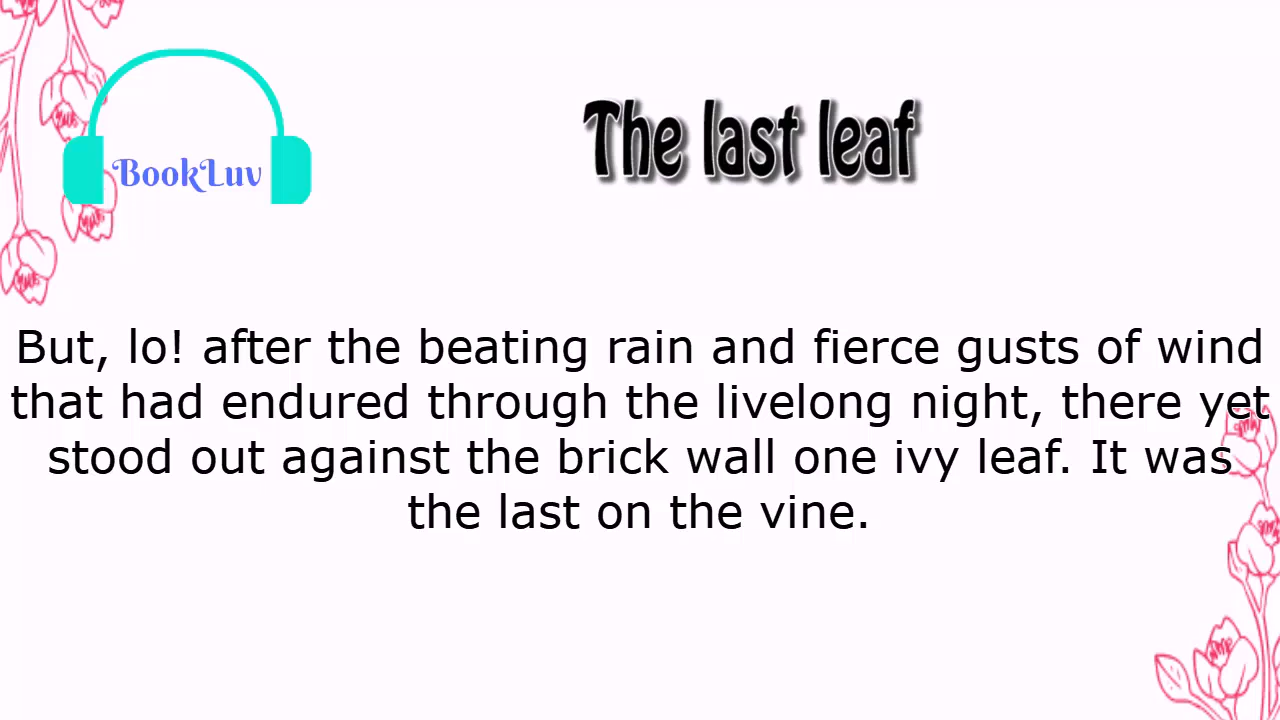 The last leaf
BookLuv
But, lo! after the beating rain and fierce gusts of wind
that had endured through the livelong night, there yet
stood out against the brick wall one ivy leaf. It was
the last on the vine.